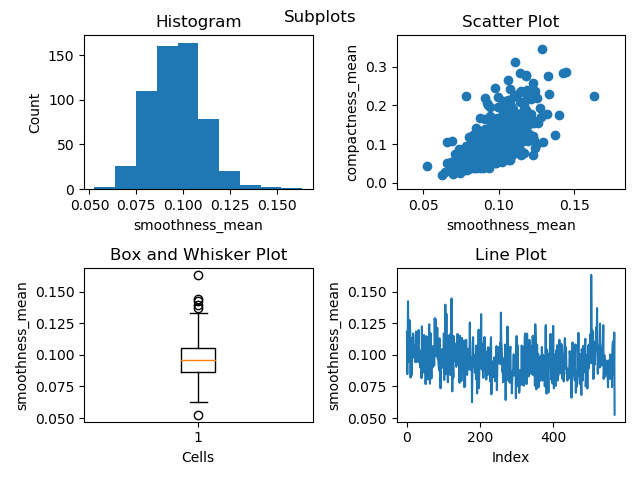 Subplots
Histogram
150
100
50
0
Count
0.050 0.075 0.100 0.125 0.150
smoothness_mean
Scatter Plot
0.3
0.2
0.1
0.0
compactness_mean
0.05 0.10 0.15
smoothness_mean
Box and Whisker Plot
0.150
0.125
0.100
0.075
0.050
smoothness_mean
1
Cells
Line Plot
0.150
0.125
0.100
0.075
0.050
smoothness_mean
0 200 400
Index